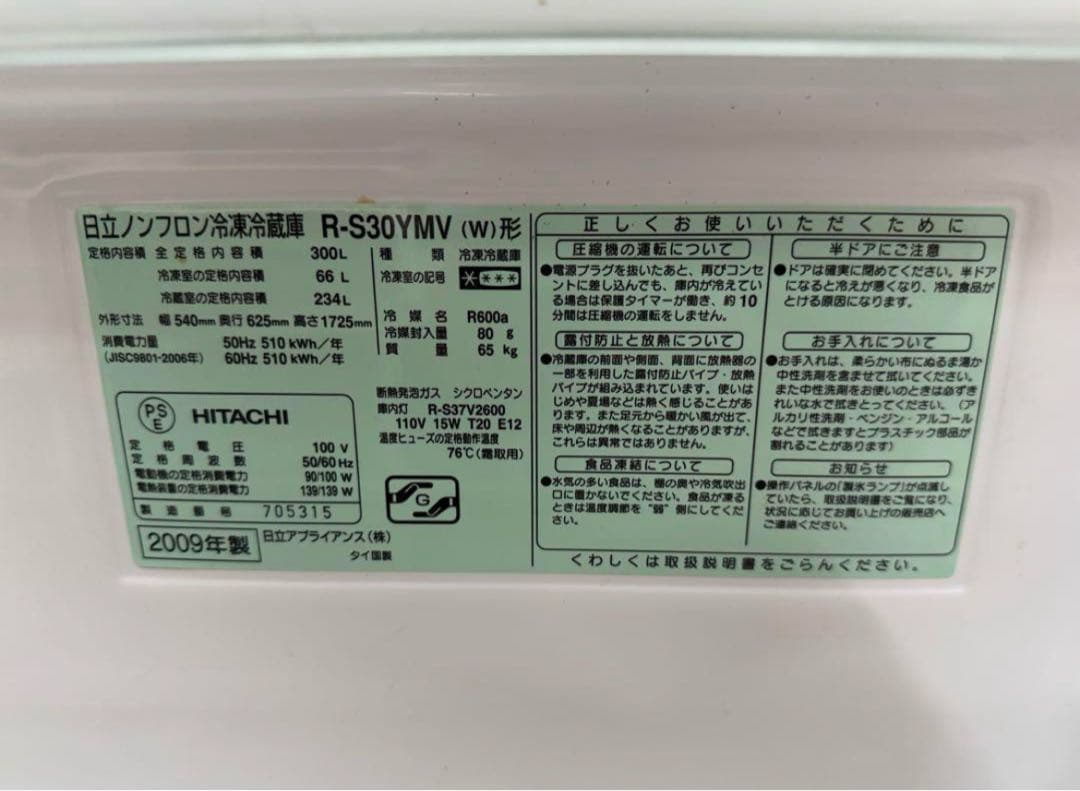 日立ノンフロン冷凍冷蔵庫 R-S30YMV (W)形
定格内容積 全定格内容積 300L
冷凍室の定格内容積 66L
冷蔵室の定格内容積 234L
外形寸法 幅540mm奥行625mm高さ1725mm
消費電力量 50Hz 510kWh/年
(JISC9801-2006年) 60Hz 510kWh/年
種類 冷凍冷蔵庫
冷凍室の記号
冷媒名 R600a
冷媒封入量 80 g
質量 65 kg
断熱発泡ガス シクロペンタン
庫内灯 R-S37V2600
110V 15W T20 E12
温度ヒューズの定格動作温度
76℃(霜取用)
PS
E
HITACHI
定格電圧 100V
定格周波数 50/60Hz
電動機の定格消費電力 90/100W
電熱装置の定格消費電力 139/139W
製造番号 705315
2009年製
日立アプライアンス(株)
タイ国製
G
正しくお使いいただくために
圧縮機の運転について
●電源プラグを抜いたあと、再びコンセ
ントに差し込んでも、庫内が冷えてい
る場合は保護タイマーが働き、約10
分間は圧縮機の運転をしません。
露付防止と放熱について
●冷蔵庫の前面や側面、背面に放熱器の
一部を利用した露付防止パイプ・放熱
パイプが組み込まれています。使いは
じめや夏場などは熱く感じることがあ
ります。また足元から暖かい風が出て、
床や周辺が熱くなることがありますが、
これらは異常ではありません。
食品凍結について
●水気の多い食品は、棚の奥や冷気吹出
口に置かないでください。食品が凍る
ときは温度調節を“弱”側にしてくだ
さい。
半ドアにご注意
●ドアは確実に閉めてください。半ドア
になると冷えが悪くなり、冷凍食品が
とける原因になります。
お手入れについて
●お手入れは、柔らかい布にぬるま湯か
中性洗剤を含ませて拭いてください。
また中性洗剤をお使いのときは必ずき
れいな水で拭きとってください。(ア
ルカリ性洗剤・ベンジン・アルコール
などで拭きますとプラスチック部品が
割れることがあります)
お知らせ
●操作パネルの「製氷ランプ」が点滅し
ていたら、取扱説明書をご覧になり、
状況に応じてお買い上げの販売店へ
ご連絡ください。
くわしくは取扱説明書をごらんください。